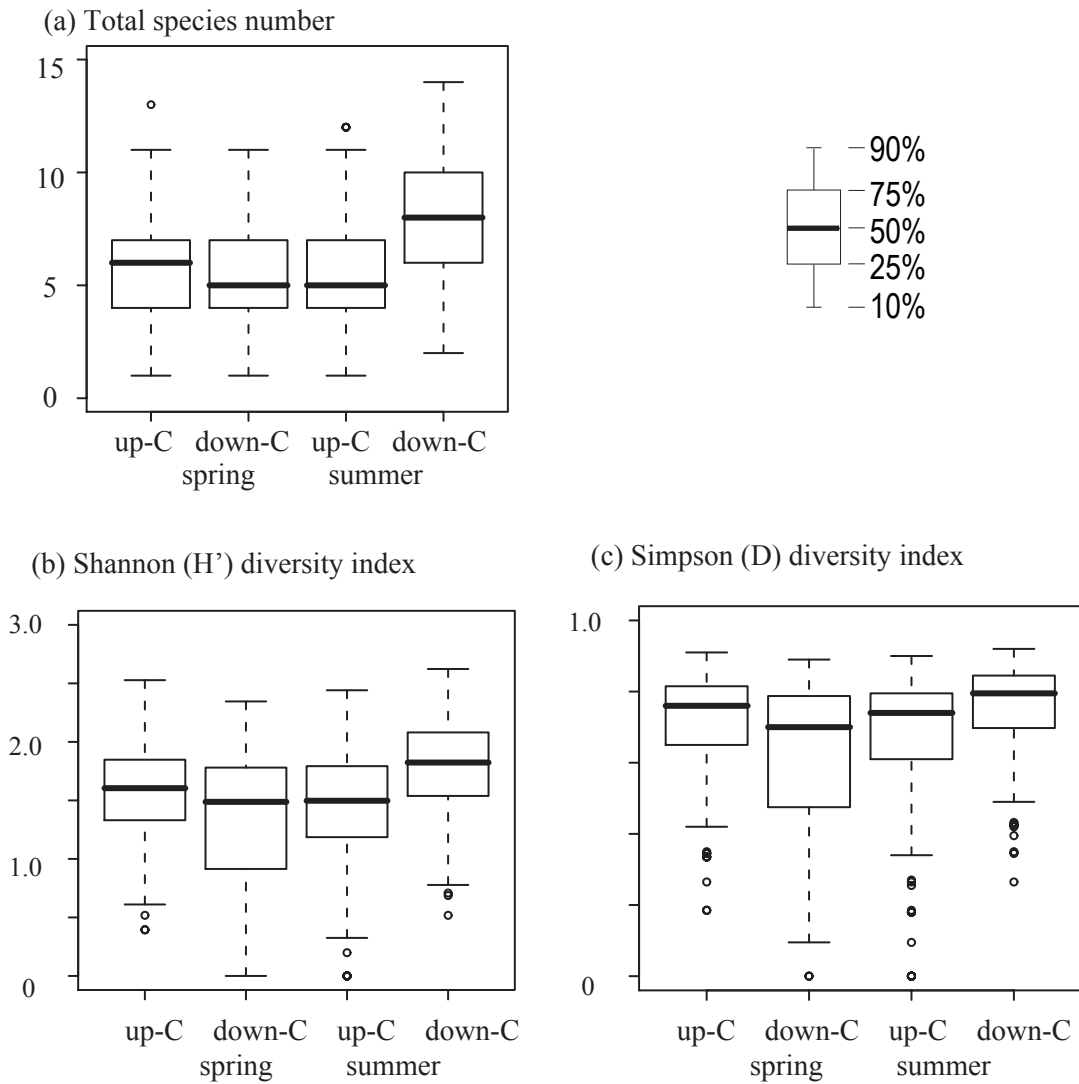 (a) Total species number
15
10
5
0
up-C down-C up-C down-C
spring summer
90%
75%
50%
25%
10%
(b) Shannon (H’) diversity index
3.0
2.0
1.0
0
up-C down-C up-C down-C
spring summer
(c) Simpson (D) diversity index
1.0
0
up-C down-C up-C down-C
spring summer